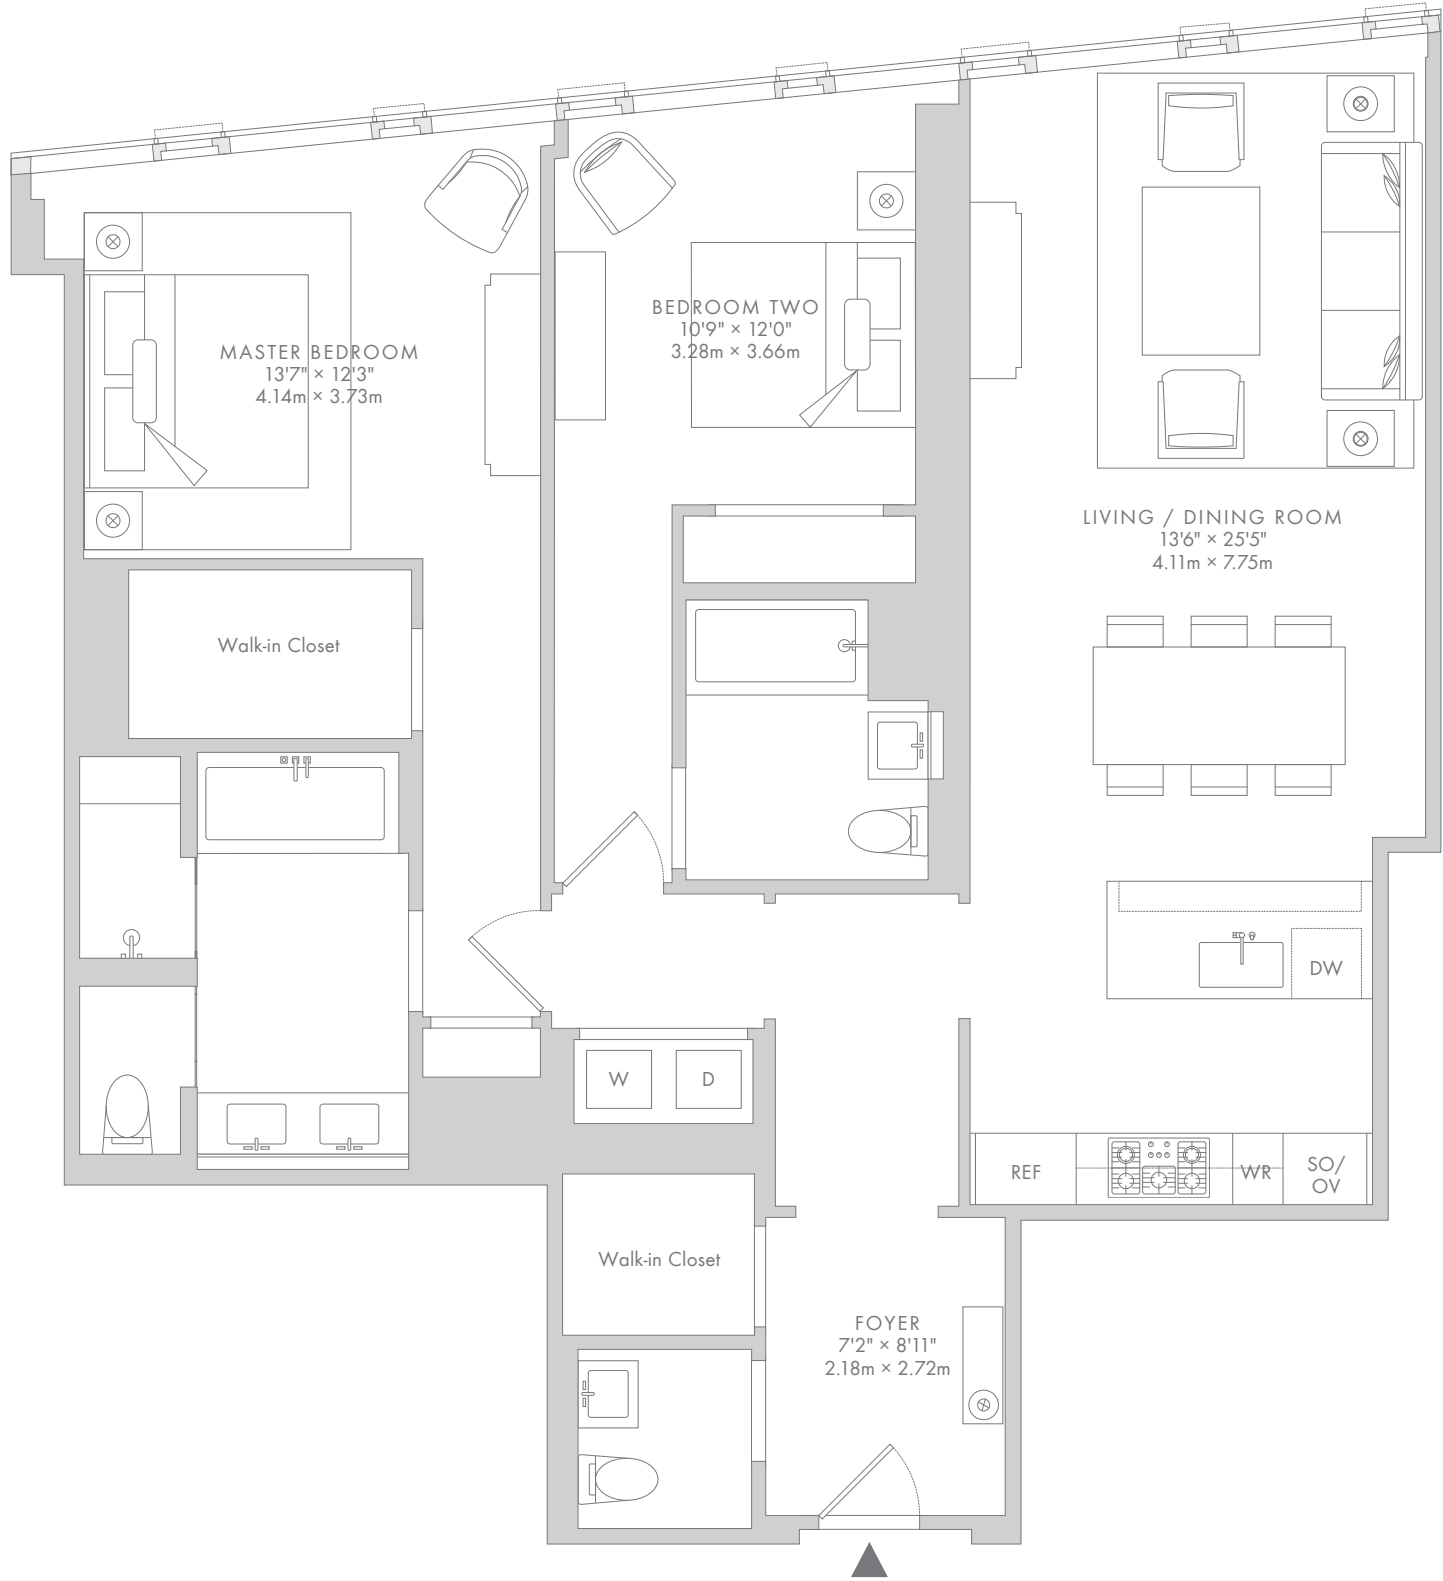 BEDROOM TWO
10'9" × 12'0"
3.28m × 3.66m
MASTER BEDROOM
13'7" × 12'3"
4.14m × 3.73m
LIVING / DINING ROOM
13'6" × 25'5"
4.11m × 7.75m
Walk-in Closet
DW
W
D
REF
WR
SO/
OV
Walk-in Closet
FOYER
7'2" × 8'11"
2.18m × 2.72m